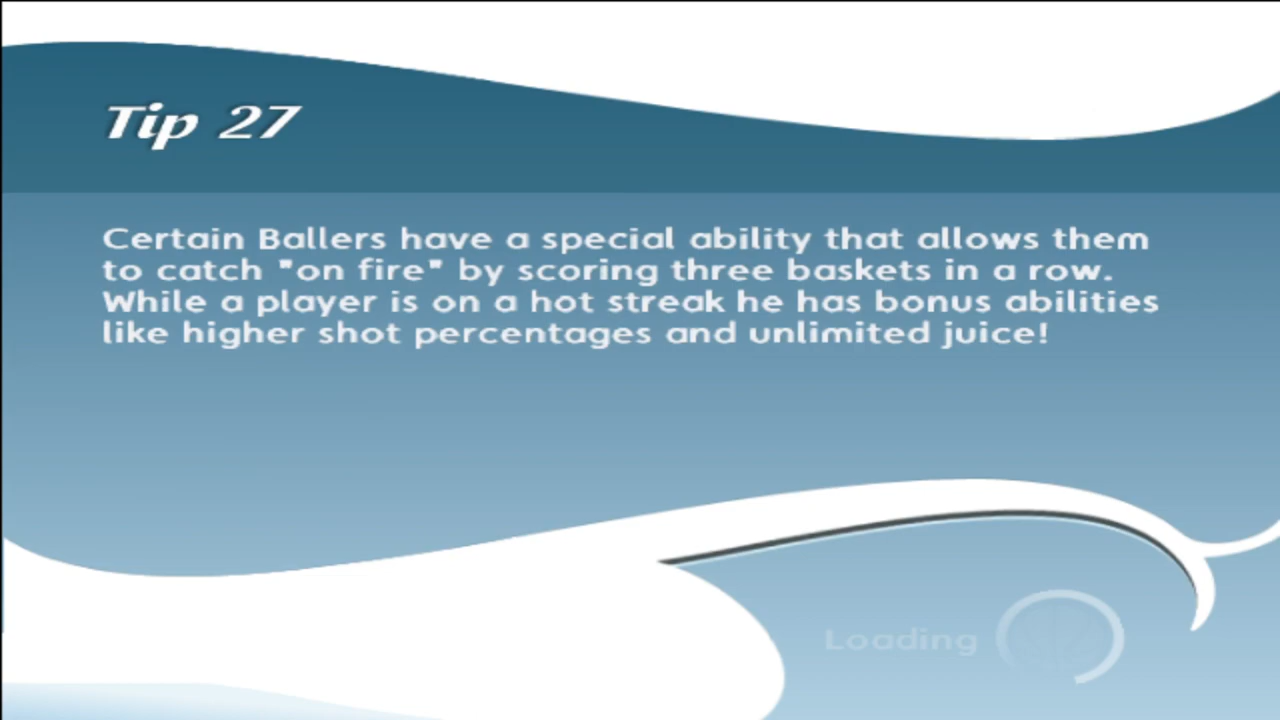 Tip 27
Certain Ballers have a special ability that allows them
to catch "on fire" by scoring three baskets in a row.
While a player is on a hot streak he has bonus abilities
like higher shot percentages and unlimited juice!
Loading